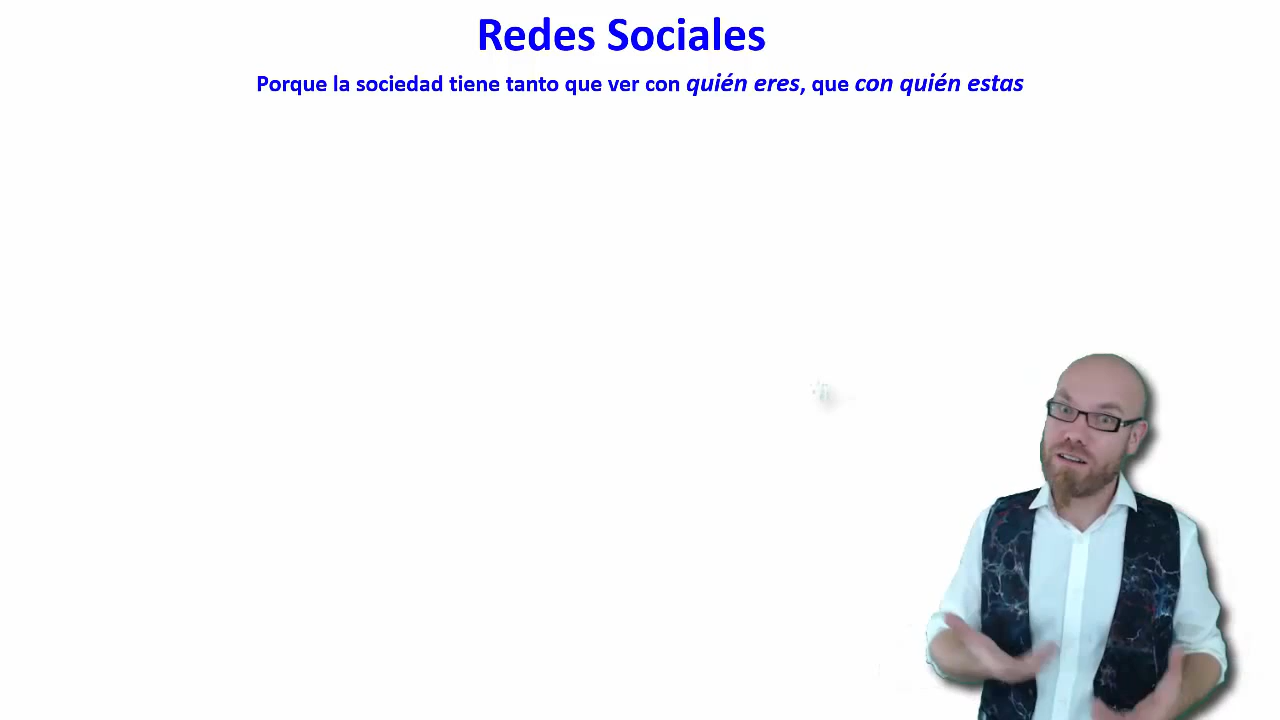 Redes Sociales
Porque la sociedad tiene tanto que ver con quién eres, que con quién estas